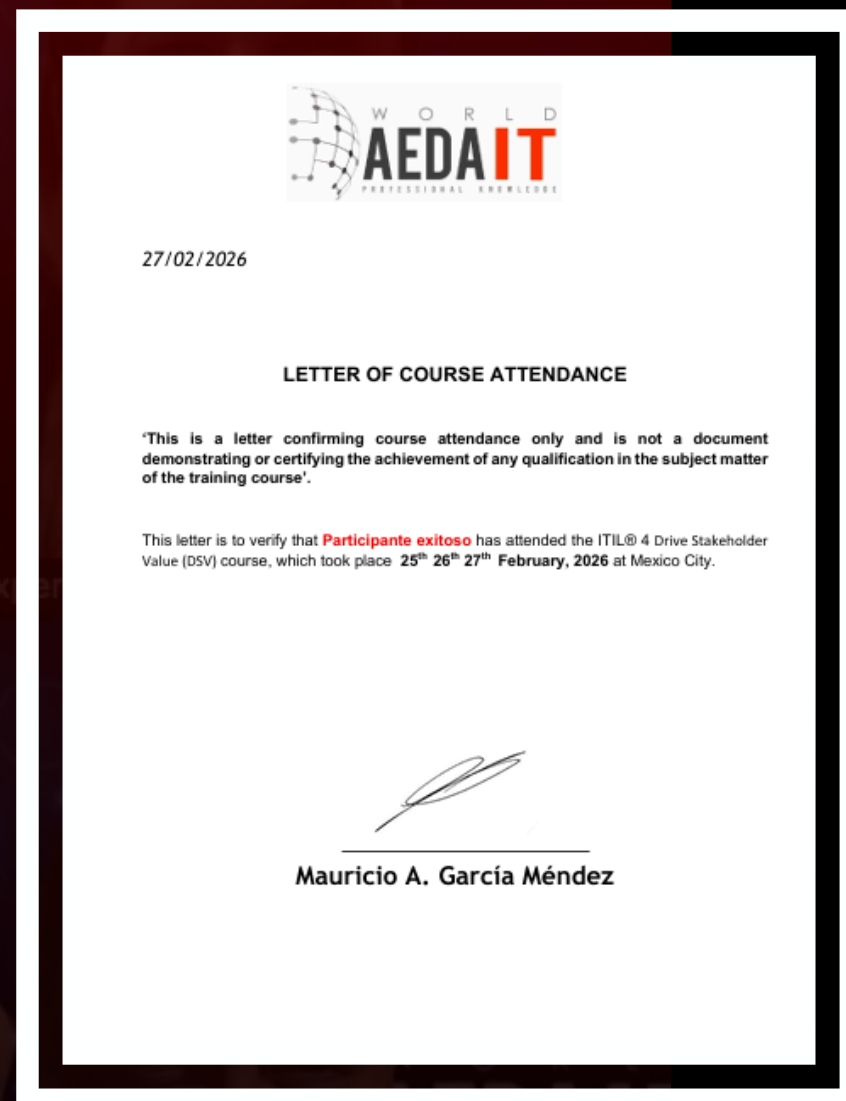 WORLD
AEDAIT
PROFESSIONAL KNOWLEDGE
27/02/2026
LETTER OF COURSE ATTENDANCE
‘This is a letter confirming course attendance only and is not a document
demonstrating or certifying the achievement of any qualification in the subject matter
of the training course'.
This letter is to verify that Participante exitoso has attended the ITIL® 4 Drive Stakeholder
Value (DSV) course, which took place 25th 26th 27th February, 2026 at Mexico City.
Mauricio A. García Méndez